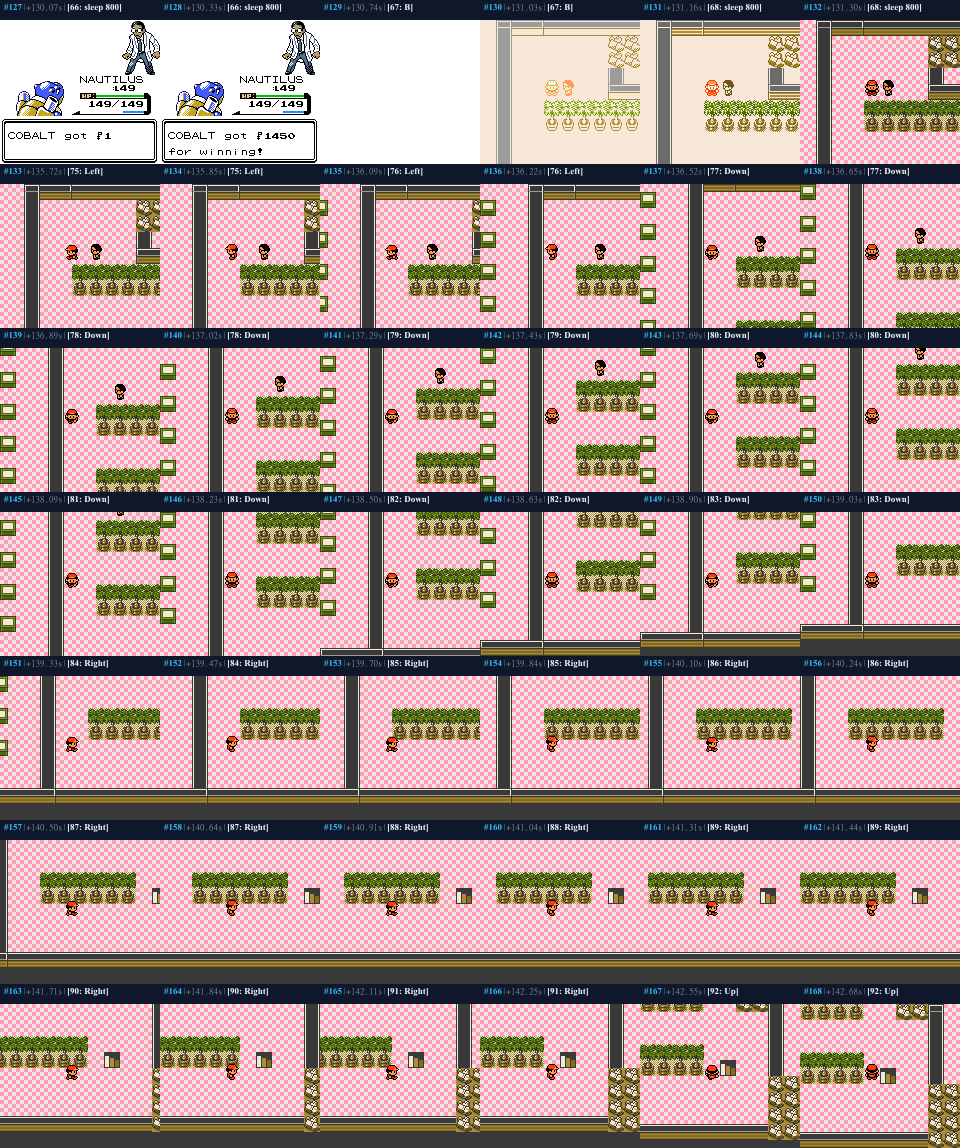 #127|+30.07s| [66: sleep 800] #128|+30.33s| [66: sleep 800] #129|+30.74s| [67: B] #130|+31.03s| [67: B] #131|+31.16s| [68: sleep 800] #132|+31.30s| [68: sleep 800]
NAUTILUS NAUTILUS
:L49 :L49
HP: HP:
149/149 149/149
COBALT got ₽1 COBALT got ₽1450
for winning!
#133|+135.72s| [75: Left] #134|+135.85s| [75: Left] #135|+136.09s| [76: Left] #136|+136.22s| [76: Left] #137|+136.52s| [77: Down] #138|+136.65s| [77: Down]
#139|+136.89s| [78: Down] #140|+137.02s| [78: Down] #141|+137.29s| [79: Down] #142|+137.43s| [79: Down] #143|+137.69s| [80: Down] #144|+137.83s| [80: Down]
#145|+138.09s| [81: Down] #146|+138.23s| [81: Down] #147|+138.50s| [82: Down] #148|+138.63s| [82: Down] #149|+138.90s| [83: Down] #150|+139.03s| [83: Down]
#151|+139.33s| [84: Right] #152|+139.47s| [84: Right] #153|+139.70s| [85: Right] #154|+139.84s| [85: Right] #155|+140.10s| [86: Right] #156|+140.24s| [86: Right]
#157|+140.50s| [87: Right] #158|+140.64s| [87: Right] #159|+140.91s| [88: Right] #160|+141.04s| [88: Right] #161|+141.31s| [89: Right] #162|+141.44s| [89: Right]
#163|+141.71s| [90: Right] #164|+141.84s| [90: Right] #165|+142.11s| [91: Right] #166|+142.25s| [91: Right] #167|+142.55s| [92: Up] #168|+142.68s| [92: Up]